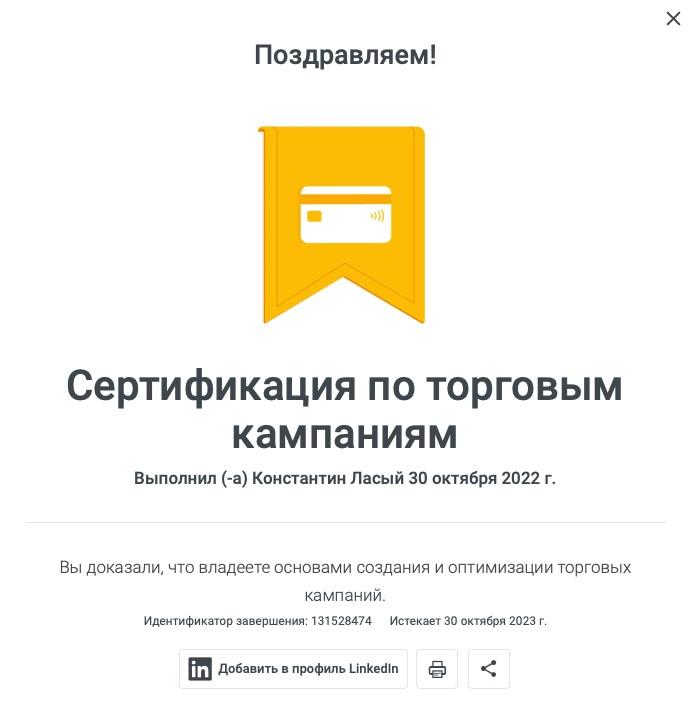 Поздравляем!
Сертификация по торговым
кампаниям
Выполнил (-а) Константин Ласый 30 октября 2022 г.
Вы доказали, что владеете основами создания и оптимизации торговых
кампаний.
Идентификатор завершения: 131528474 Истекает 30 октября 2023 г.
in Добавить в профиль LinkedIn